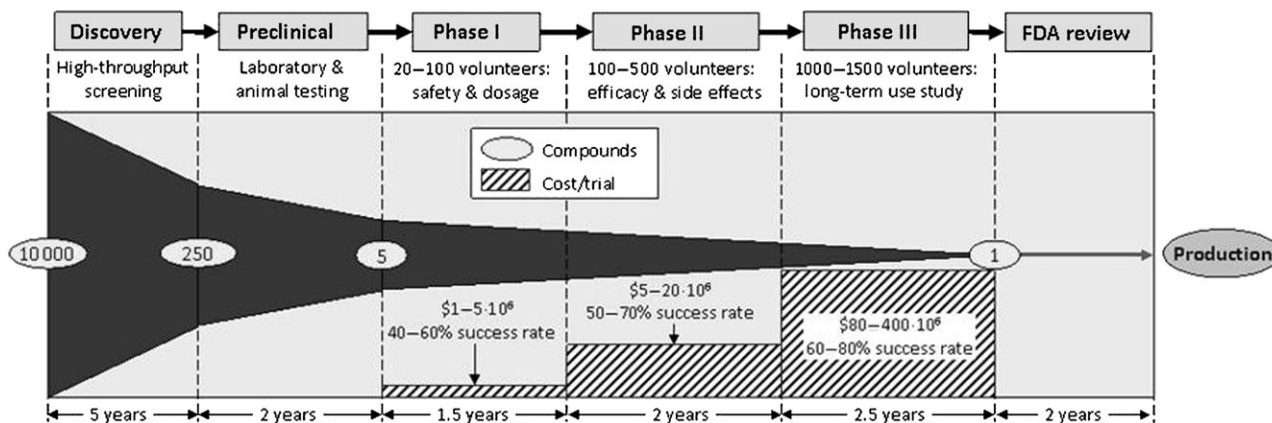 Discovery
Preclinical
Phase I
Phase II
Phase III
FDA review
High-throughput
screening
Laboratory &
animal testing
20–100 volunteers:
safety & dosage
100–500 volunteers:
efficacy & side effects
1000–1500 volunteers:
long-term use study
Compounds
Cost/trial
10 000
250
5
1
Production
$1–5·10⁶
40–60% success rate
$5–20·10⁶
50–70% success rate
$80–400·10⁶
60–80% success rate
5 years
2 years
1.5 years
2 years
2.5 years
2 years